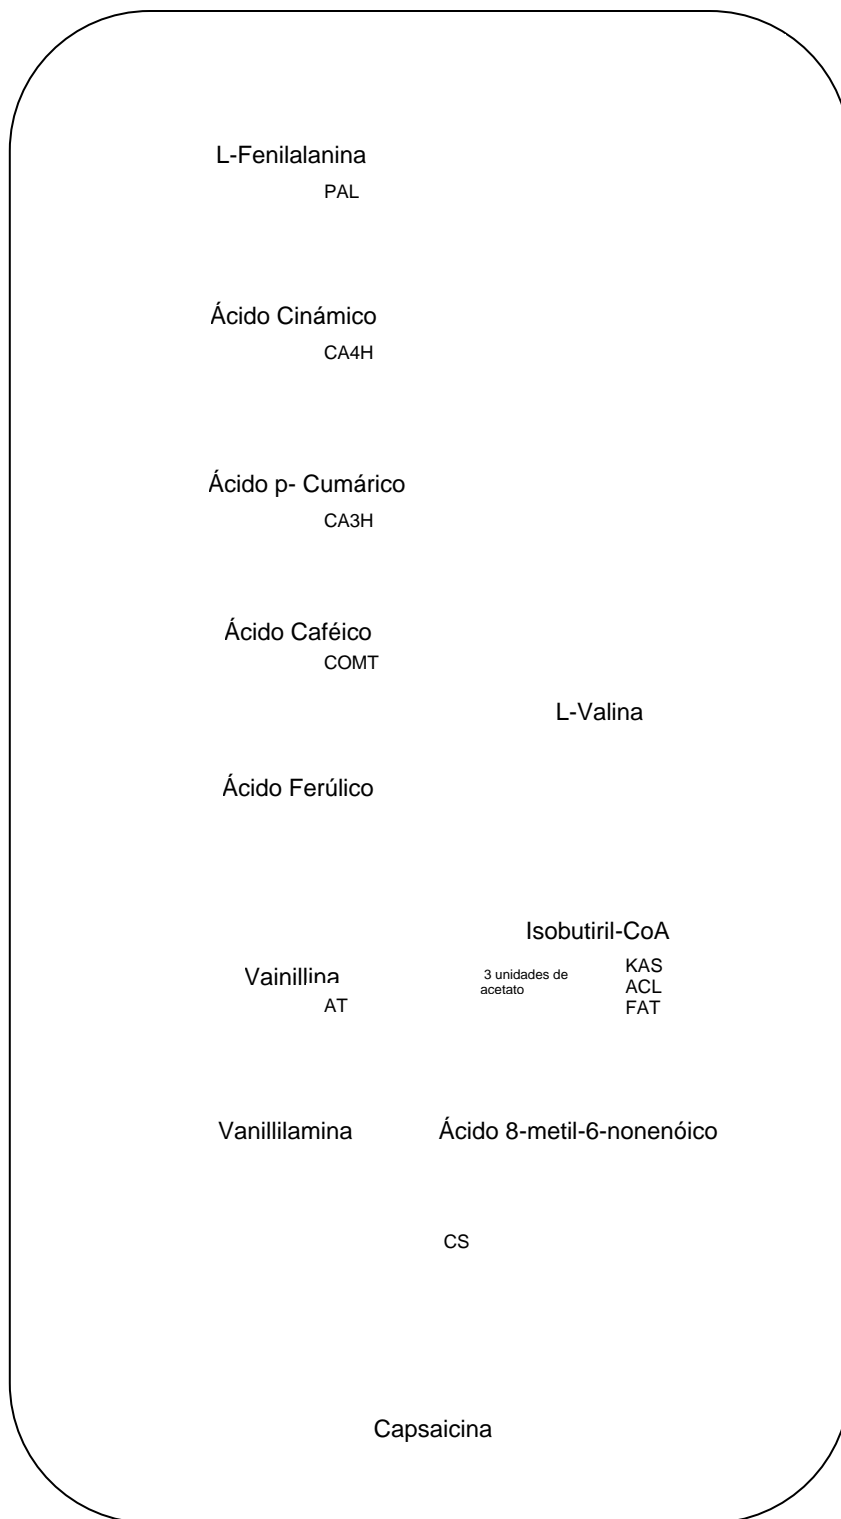 L-Fenilalanina
PAL
Ácido Cinámico
CA4H
Ácido p- Cumárico
CA3H
Ácido Caféico
COMT
L-Valina
Ácido Ferúlico
Isobutiril-CoA
Vainillina
AT
3 unidades de
acetato
KAS
ACL
FAT
Vanillilamina
Ácido 8-metil-6-nonenóico
CS
Capsaicina